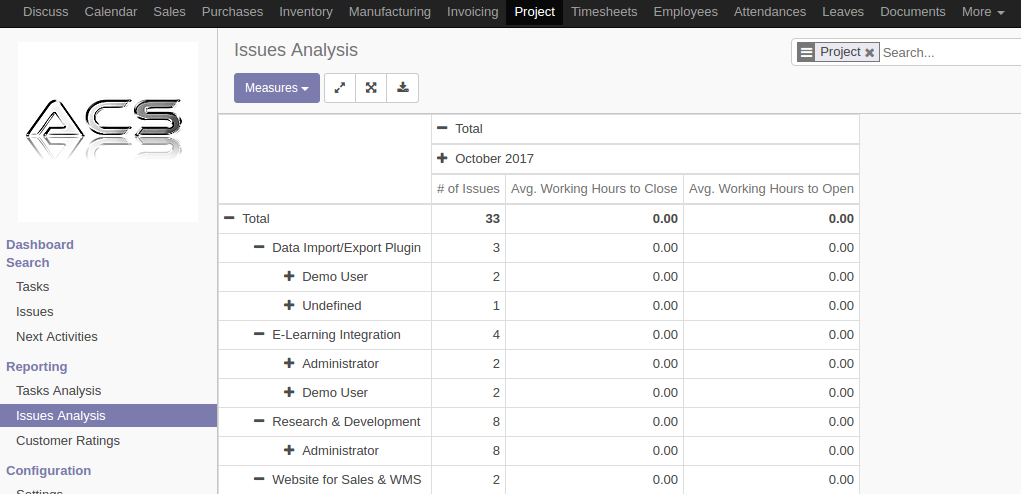 Discuss Calendar Sales Purchases Inventory Manufacturing Invoicing Project Timesheets Employees Attendances Leaves Documents More
ACS
Dashboard
Search
Tasks
Issues
Next Activities
Reporting
Tasks Analysis
Issues Analysis
Customer Ratings
Configuration
Settings
Issues Analysis
Project Search...
Measures
Total
October 2017
# of Issues Avg. Working Hours to Close Avg. Working Hours to Open
Total 33 0.00 0.00
Data Import/Export Plugin 3 0.00 0.00
Demo User 2 0.00 0.00
Undefined 1 0.00 0.00
E-Learning Integration 4 0.00 0.00
Administrator 2 0.00 0.00
Demo User 2 0.00 0.00
Research & Development 8 0.00 0.00
Administrator 8 0.00 0.00
Website for Sales & WMS 2 0.00 0.00